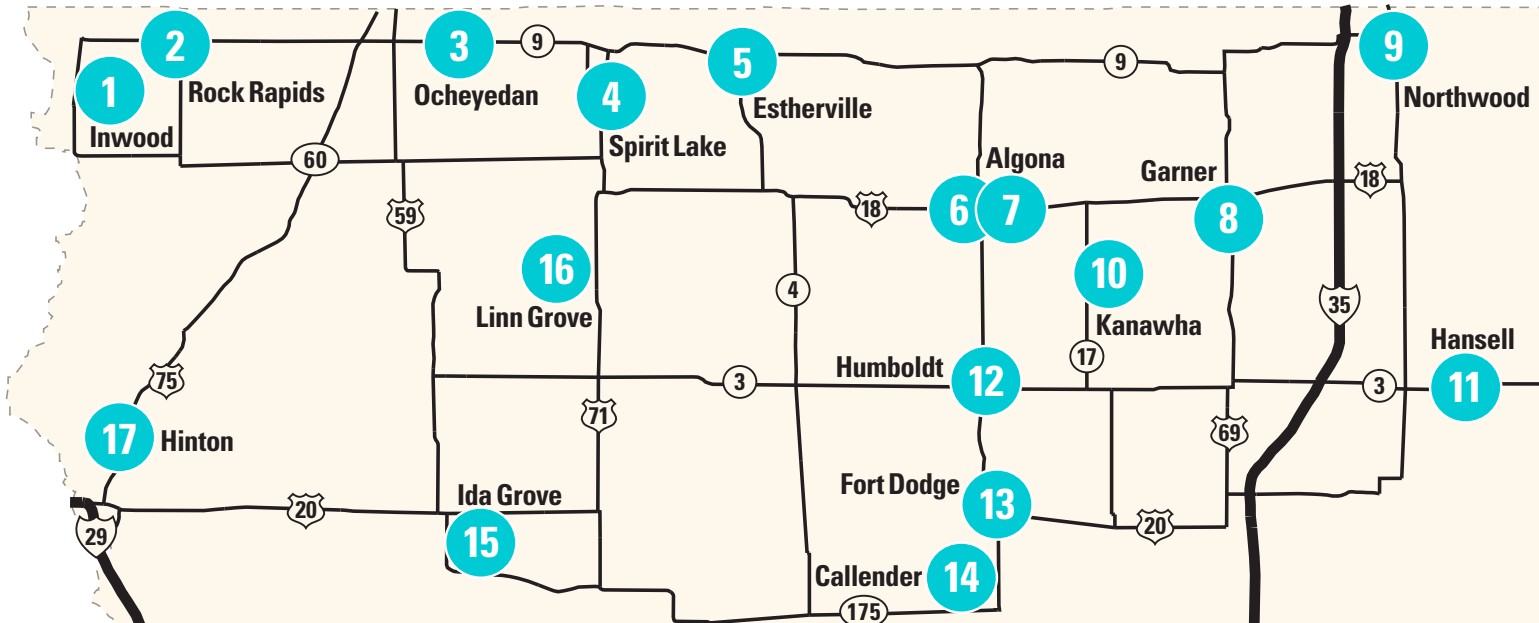 2
3
9
5
9
9
1
Rock Rapids
Ocheyedan
4
Estherville
Northwood
Inwood
Spirit Lake
60
Algona
Garner
18
59
18
6
7
8
16
10
4
35
Linn Grove
Kanawha
Hansell
75
3
Humboldt
12
17
3
11
71
69
17
Hinton
Ida Grove
Fort Dodge
13
20
20
29
15
Callender
14
175